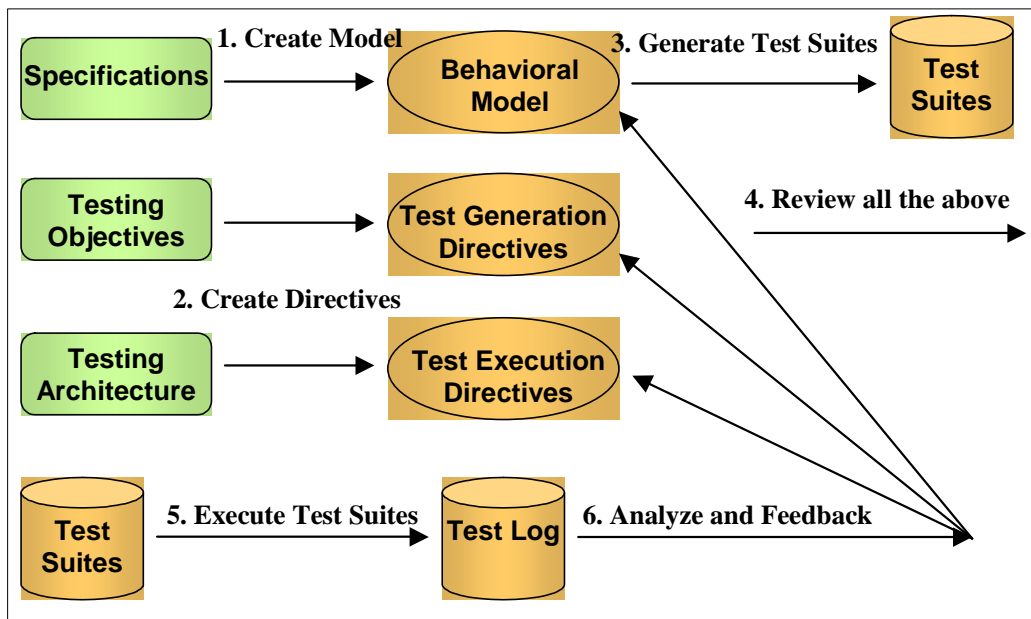 1. Create Model
3. Generate Test Suites
Specifications
Behavioral
Model
Test
Suites
Testing
Objectives
Test Generation
Directives
4. Review all the above
2. Create Directives
Testing
Architecture
Test Execution
Directives
Test
Suites
5. Execute Test Suites
Test Log
6. Analyze and Feedback